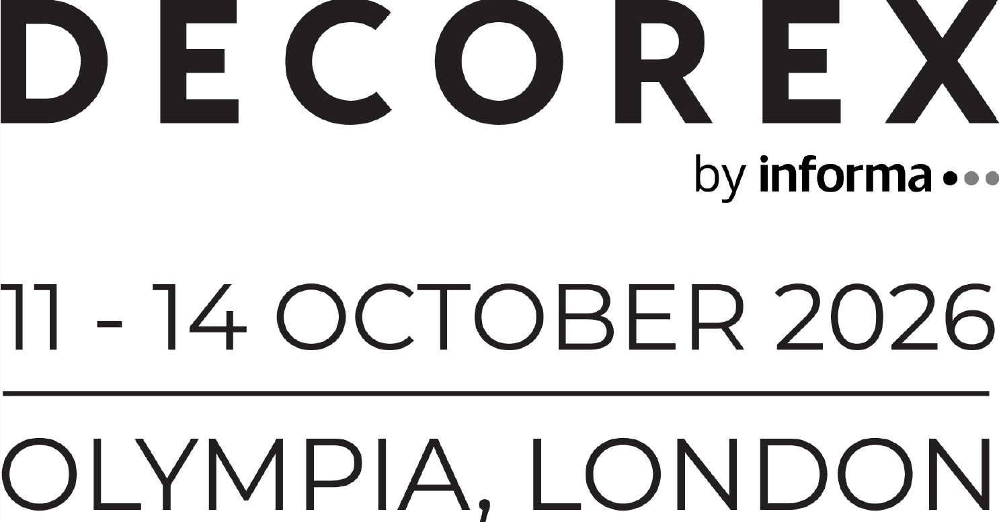 DECOREX
by informa
11 - 14 OCTOBER 2026
OLYMPIA, LONDON